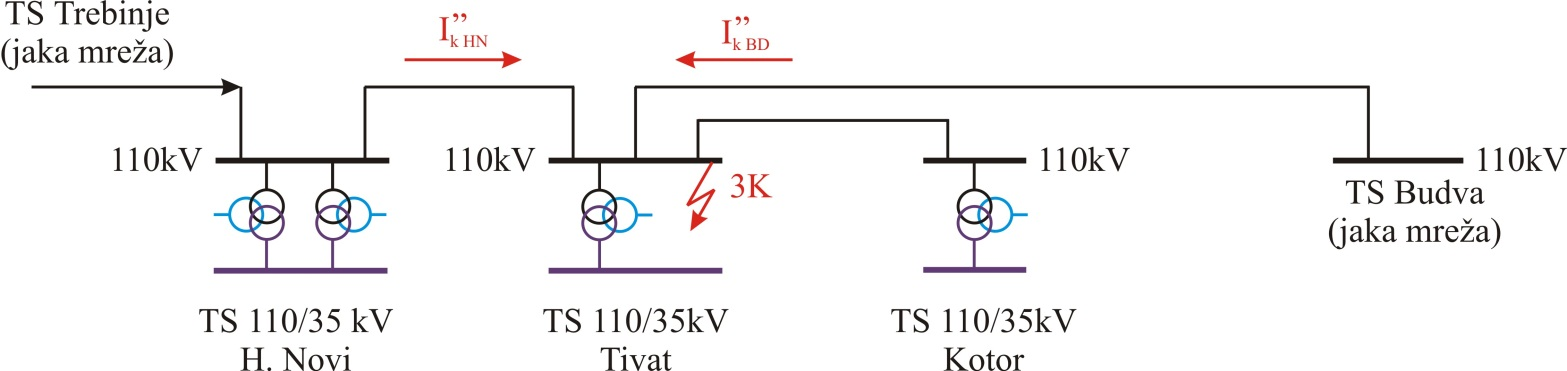 TS Trebinje
(jaka mreža)
I”k HN
I”k BD
110kV
110kV
3K
110kV
110kV
TS Budva
(jaka mreža)
TS 110/35 kV
H. Novi
TS 110/35kV
Tivat
TS 110/35kV
Kotor